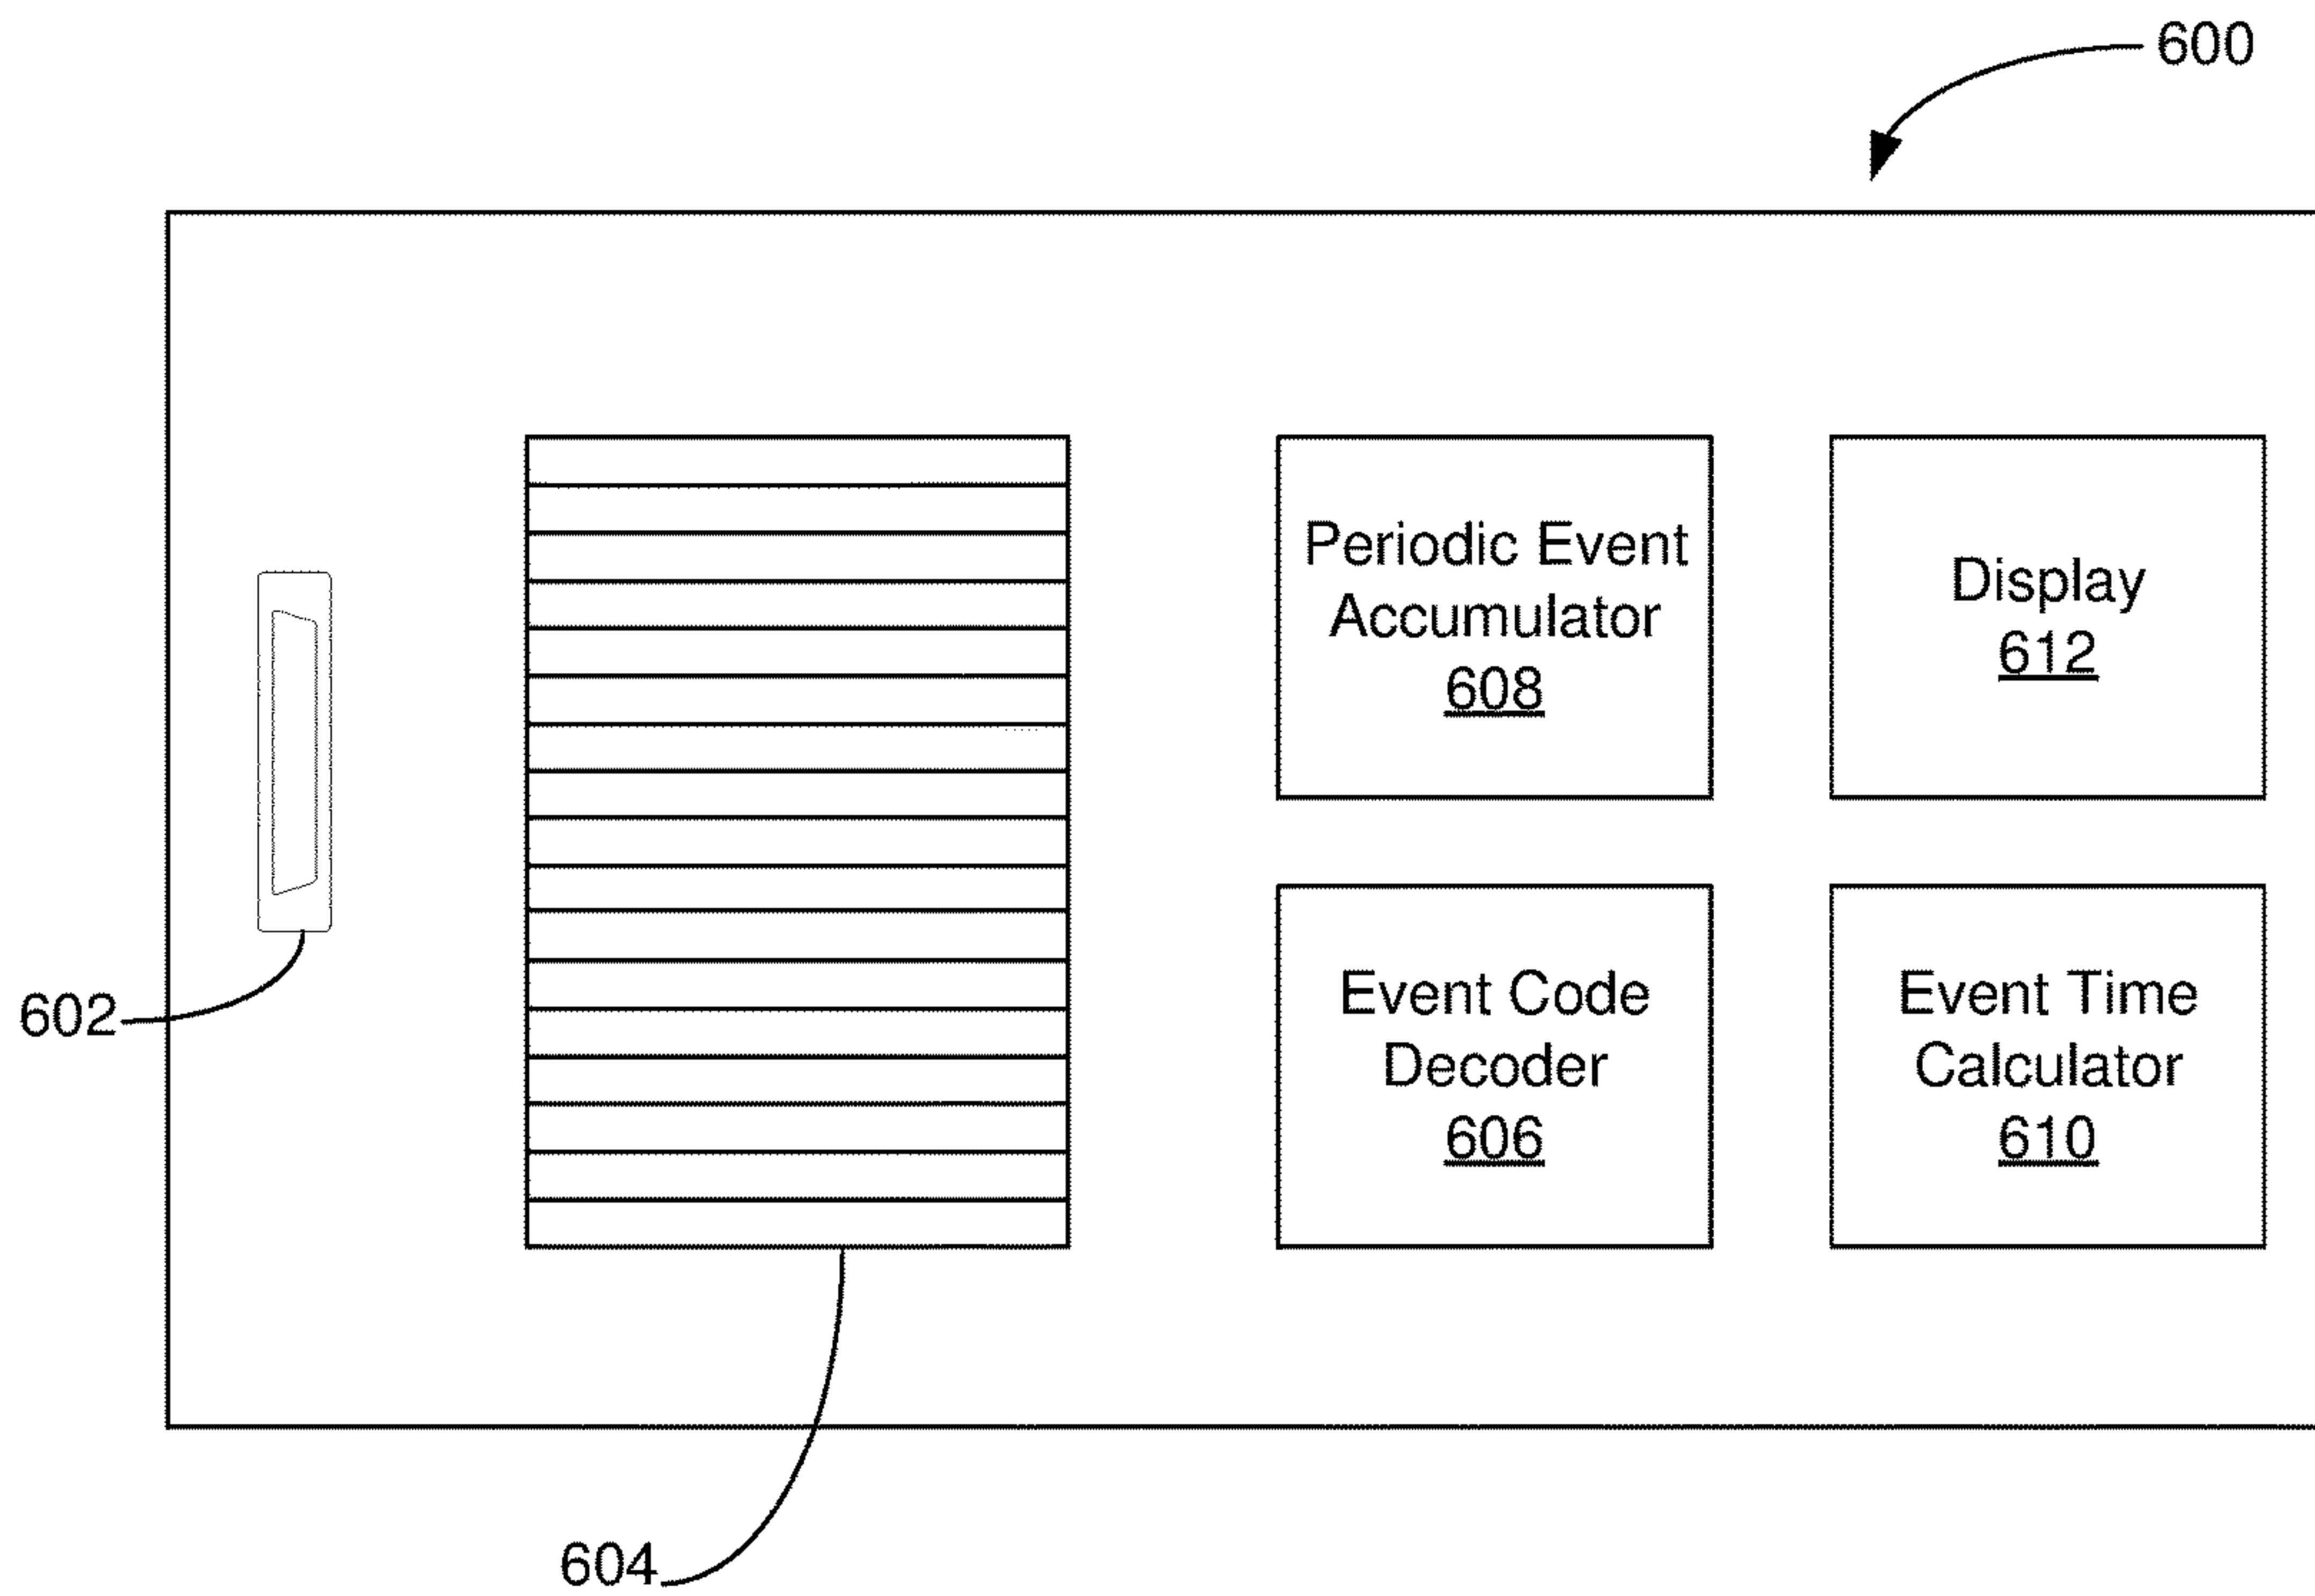 600
Periodic Event
Accumulator
608
Display
612
602
Event Code
Decoder
606
Event Time
Calculator
610
604